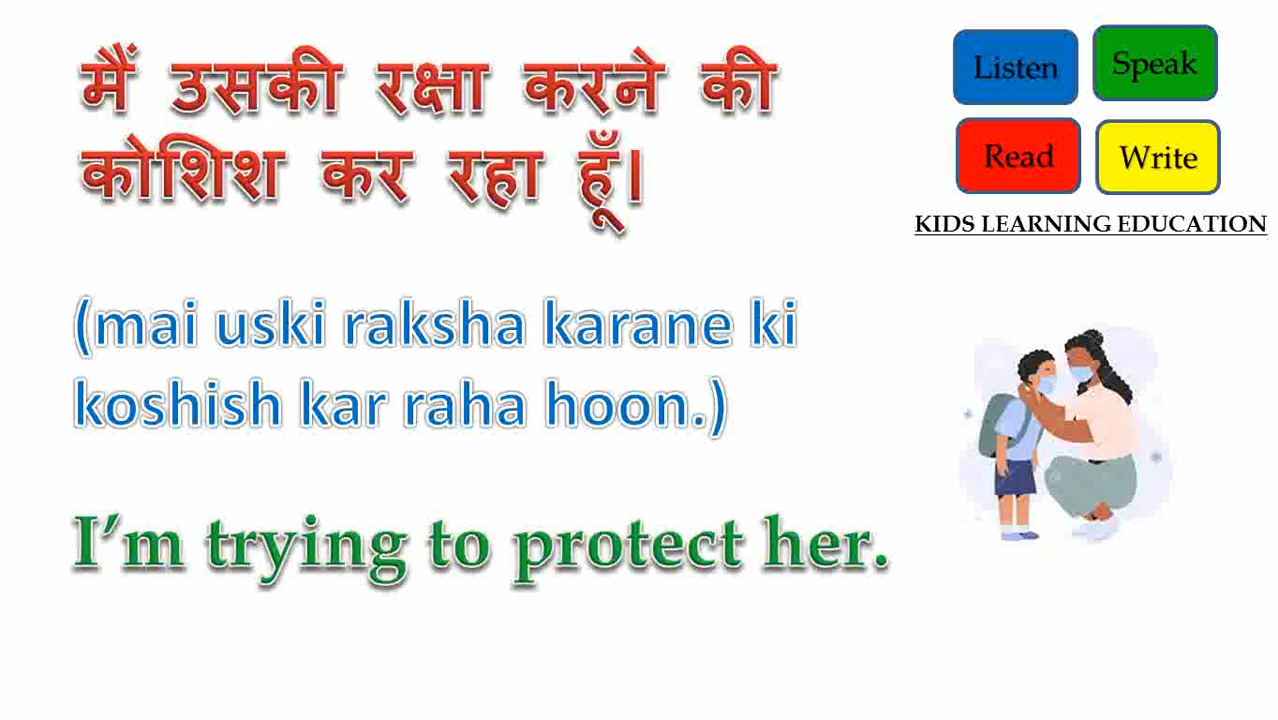 मैं उसकी रक्षा करने की
कोशिश कर रहा हूँ।
(mai uski raksha karane ki
koshish kar raha hoon.)
I’m trying to protect her.
Listen
Speak
Read
Write
KIDS LEARNING EDUCATION